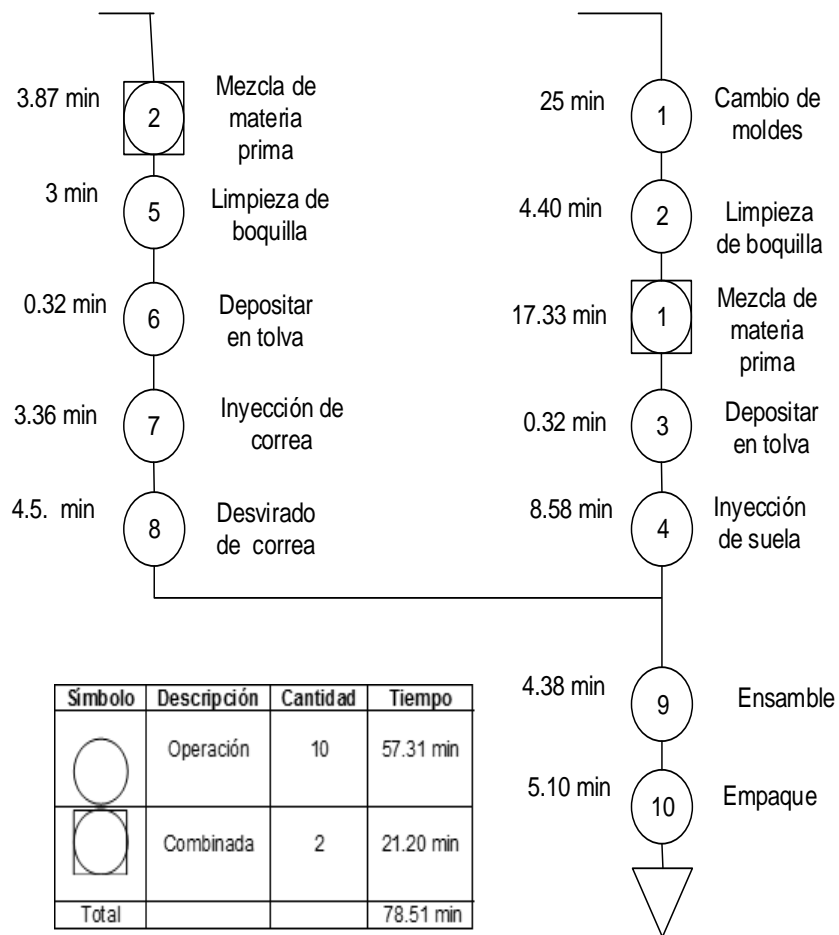 3.87 min
2
Mezcla de
materia
prima
3 min
5
Limpieza de
boquilla
0.32 min
6
Depositar
en tolva
3.36 min
7
Inyección de
correa
4.5. min
8
Desvirado
de correa
25 min
1
Cambio de
moldes
4.40 min
2
Limpieza
de boquilla
17.33 min
1
Mezcla de
materia
prima
0.32 min
3
Depositar
en tolva
8.58 min
4
Inyección
de suela
4.38 min
9
Ensamble
5.10 min
10
Empaque
Símbolo Descripción Cantidad Tiempo
Operación 10 57.31 min
Combinada 2 21.20 min
Total 78.51 min